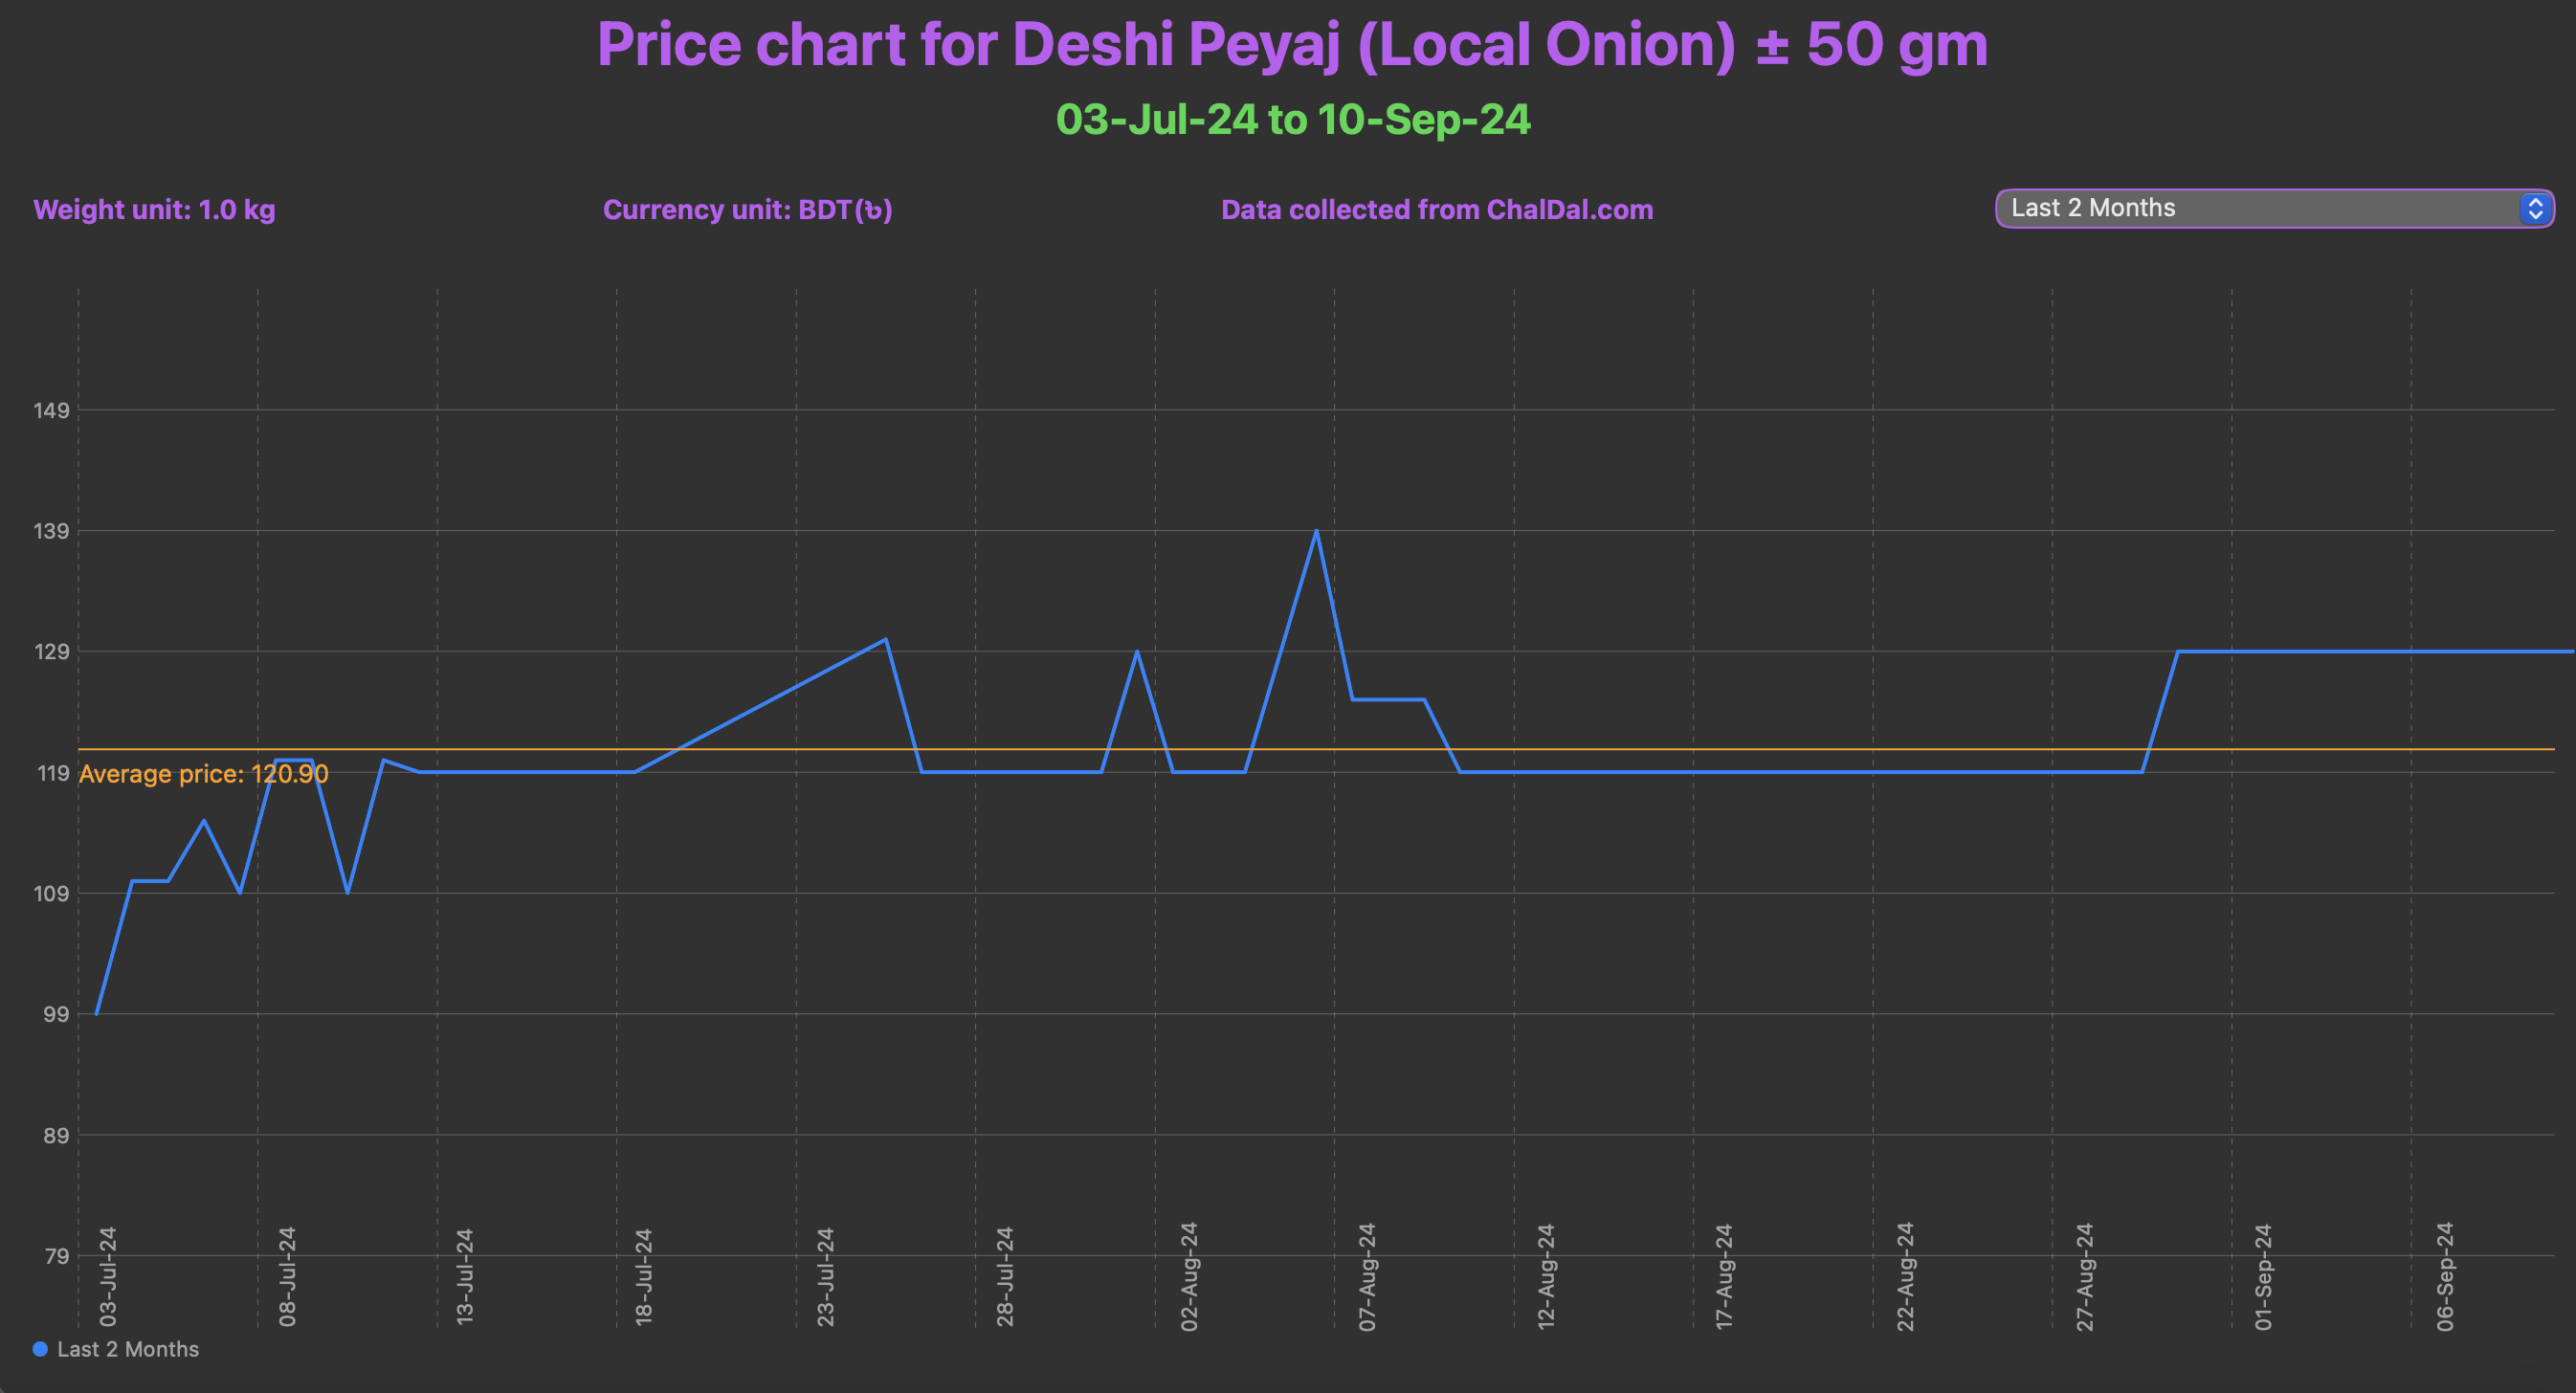 Price chart for Deshi Peyaj (Local Onion) ± 50 gm
03-Jul-24 to 10-Sep-24
Weight unit: 1.0 kg
Currency unit: BDT(৳)
Data collected from ChalDal.com
Last 2 Months
149
139
129
119
Average price: 120.90
109
99
89
79
03-Jul-24
08-Jul-24
13-Jul-24
18-Jul-24
23-Jul-24
28-Jul-24
02-Aug-24
07-Aug-24
12-Aug-24
17-Aug-24
22-Aug-24
27-Aug-24
01-Sep-24
06-Sep-24
Last 2 Months